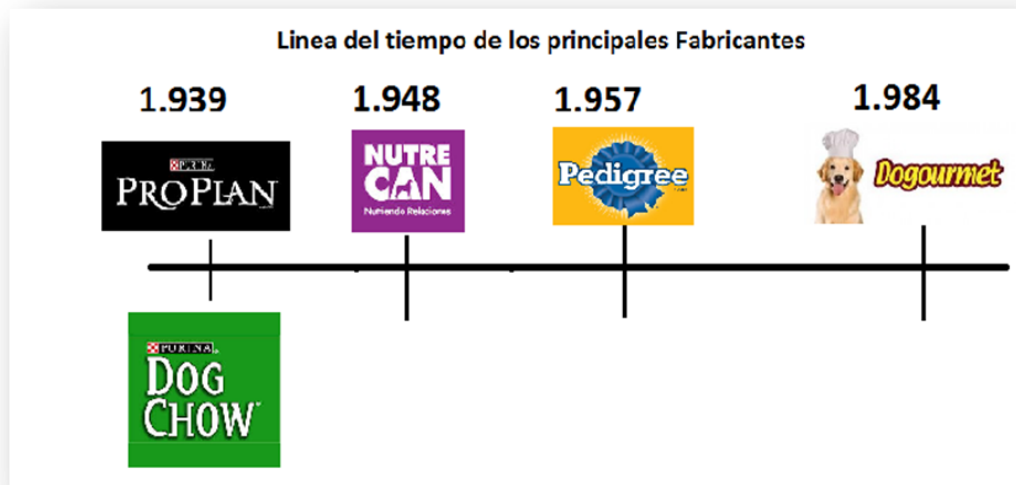 Linea del tiempo de los principales Fabricantes
1.939
1.948
1.957
1.984
PURINA
PROPLAN
NUTRE
CAN
Nutriendo Relaciones
Pedigree
Dogourmet
PURINA
DOG
CHOW